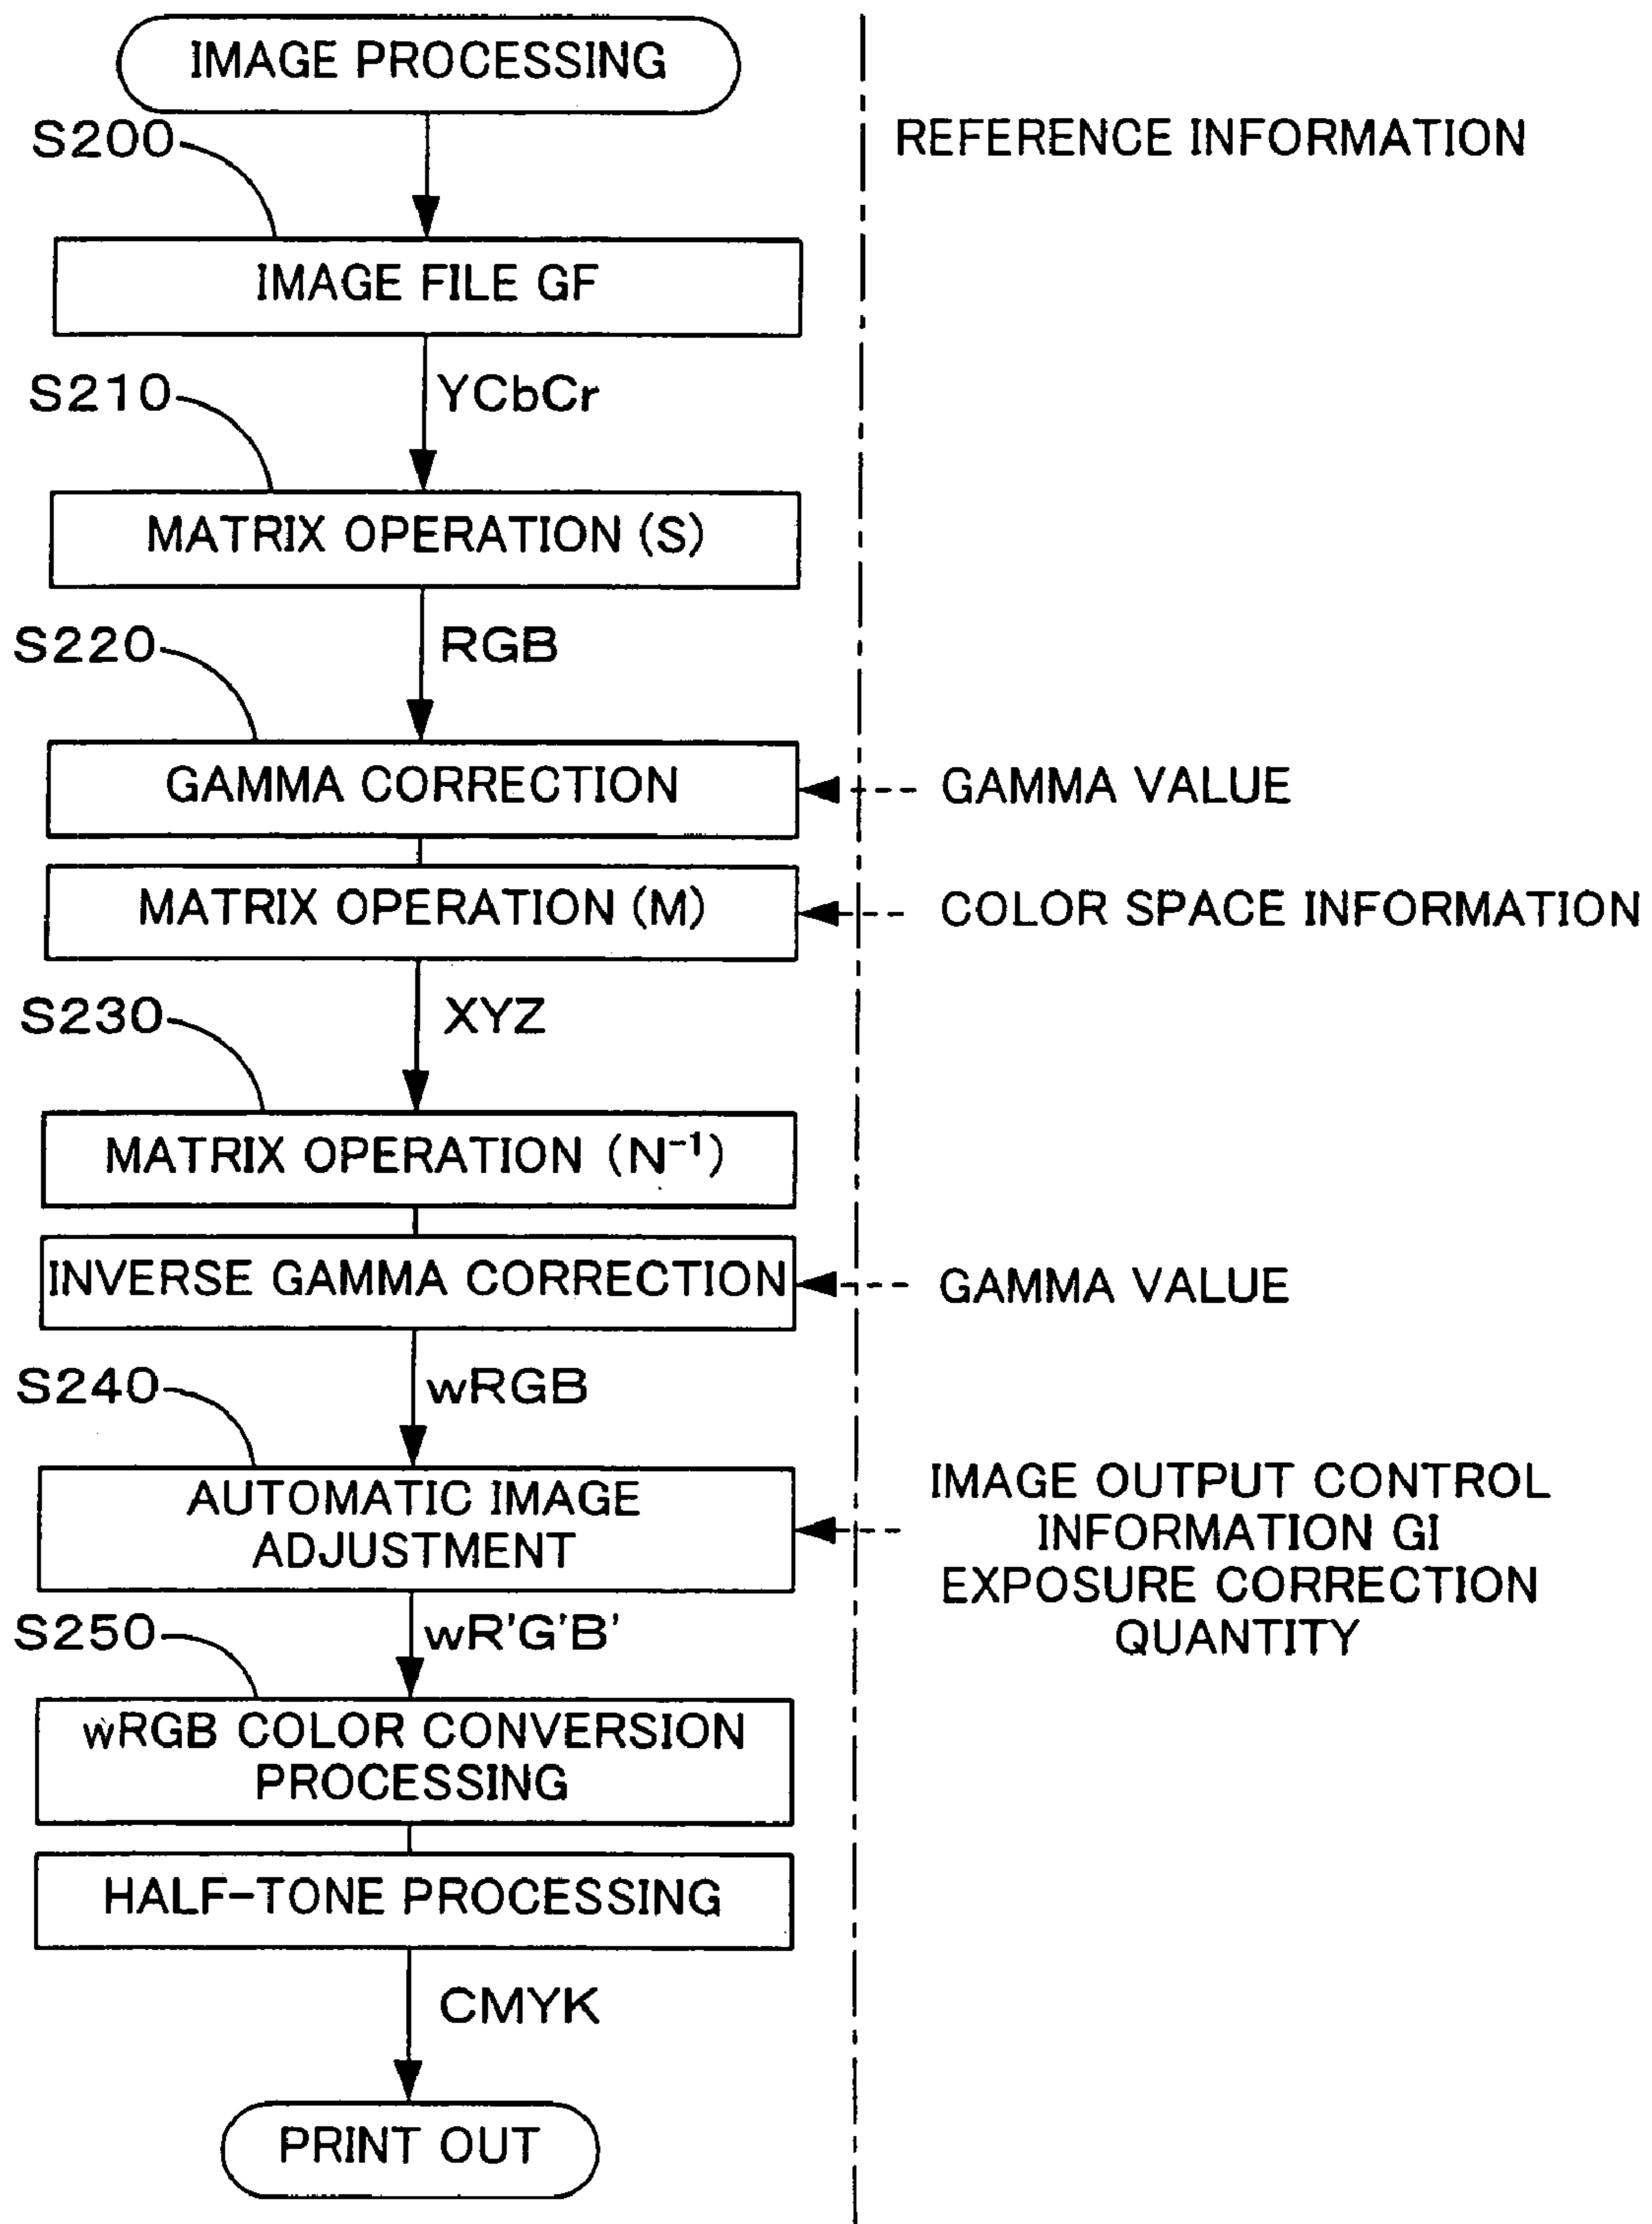 IMAGE PROCESSING
S200
REFERENCE INFORMATION
IMAGE FILE GF
S210
YCbCr
MATRIX OPERATION (S)
S220
RGB
GAMMA CORRECTION
GAMMA VALUE
MATRIX OPERATION (M)
COLOR SPACE INFORMATION
S230
XYZ
MATRIX OPERATION (N⁻¹)
INVERSE GAMMA CORRECTION
GAMMA VALUE
S240
wRGB
AUTOMATIC IMAGE
ADJUSTMENT
IMAGE OUTPUT CONTROL
INFORMATION GI
EXPOSURE CORRECTION
QUANTITY
S250
wR'G'B'
wRGB COLOR CONVERSION
PROCESSING
HALF-TONE PROCESSING
CMYK
PRINT OUT